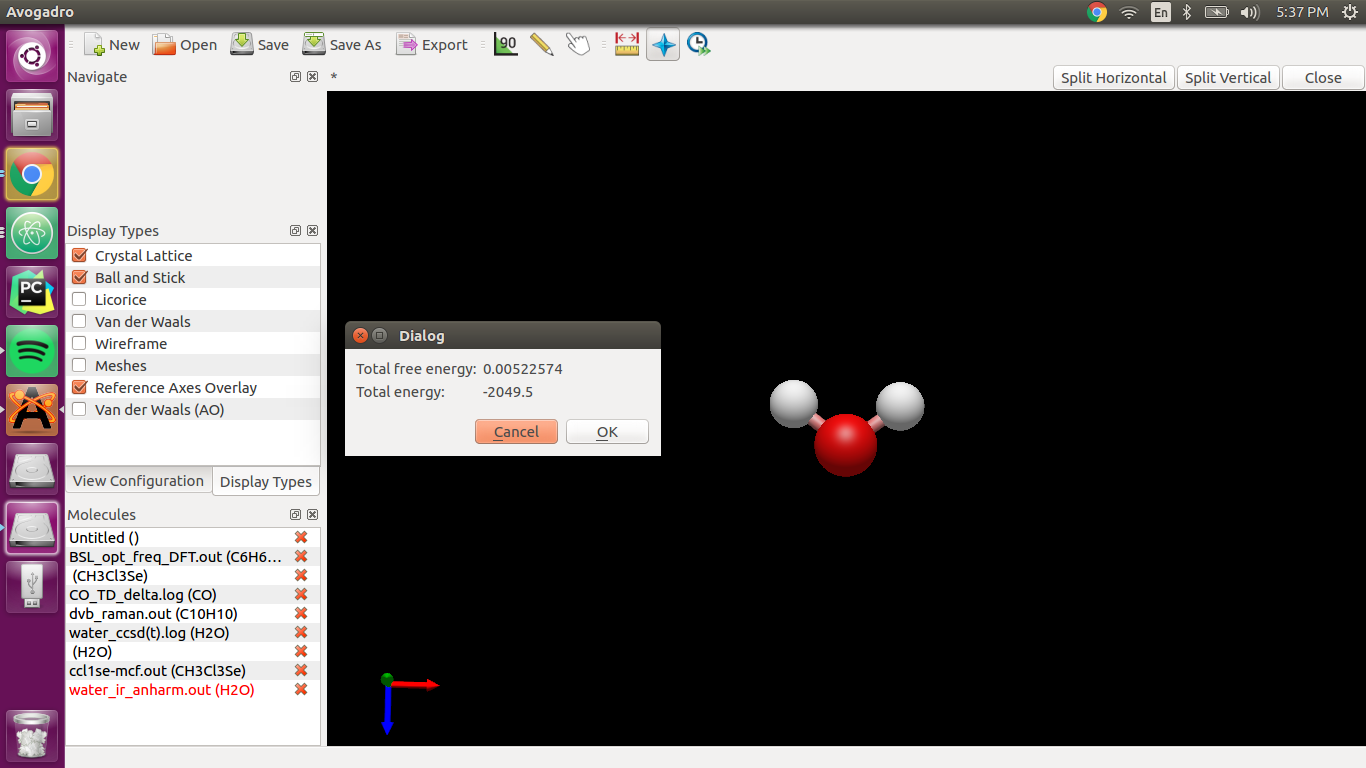 Avogadro
En
5:37 PM
New
Open
Save
Save As
Export
90
Navigate
*
Split Horizontal
Split Vertical
Close
Display Types
Crystal Lattice
Ball and Stick
Licorice
Van der Waals
Wireframe
Meshes
Reference Axes Overlay
Van der Waals (AO)
View Configuration
Display Types
Dialog
Total free energy: 0.00522574
Total energy: -2049.5
Cancel
OK
Molecules
Untitled ()
BSL_opt_freq_DFT.out (C6H6...
(CH3Cl3Se)
CO_TD_delta.log (CO)
dvb_raman.out (C10H10)
water_ccsd(t).log (H2O)
(H2O)
ccl1se-mcf.out (CH3Cl3Se)
water_ir_anharm.out (H2O)
PC